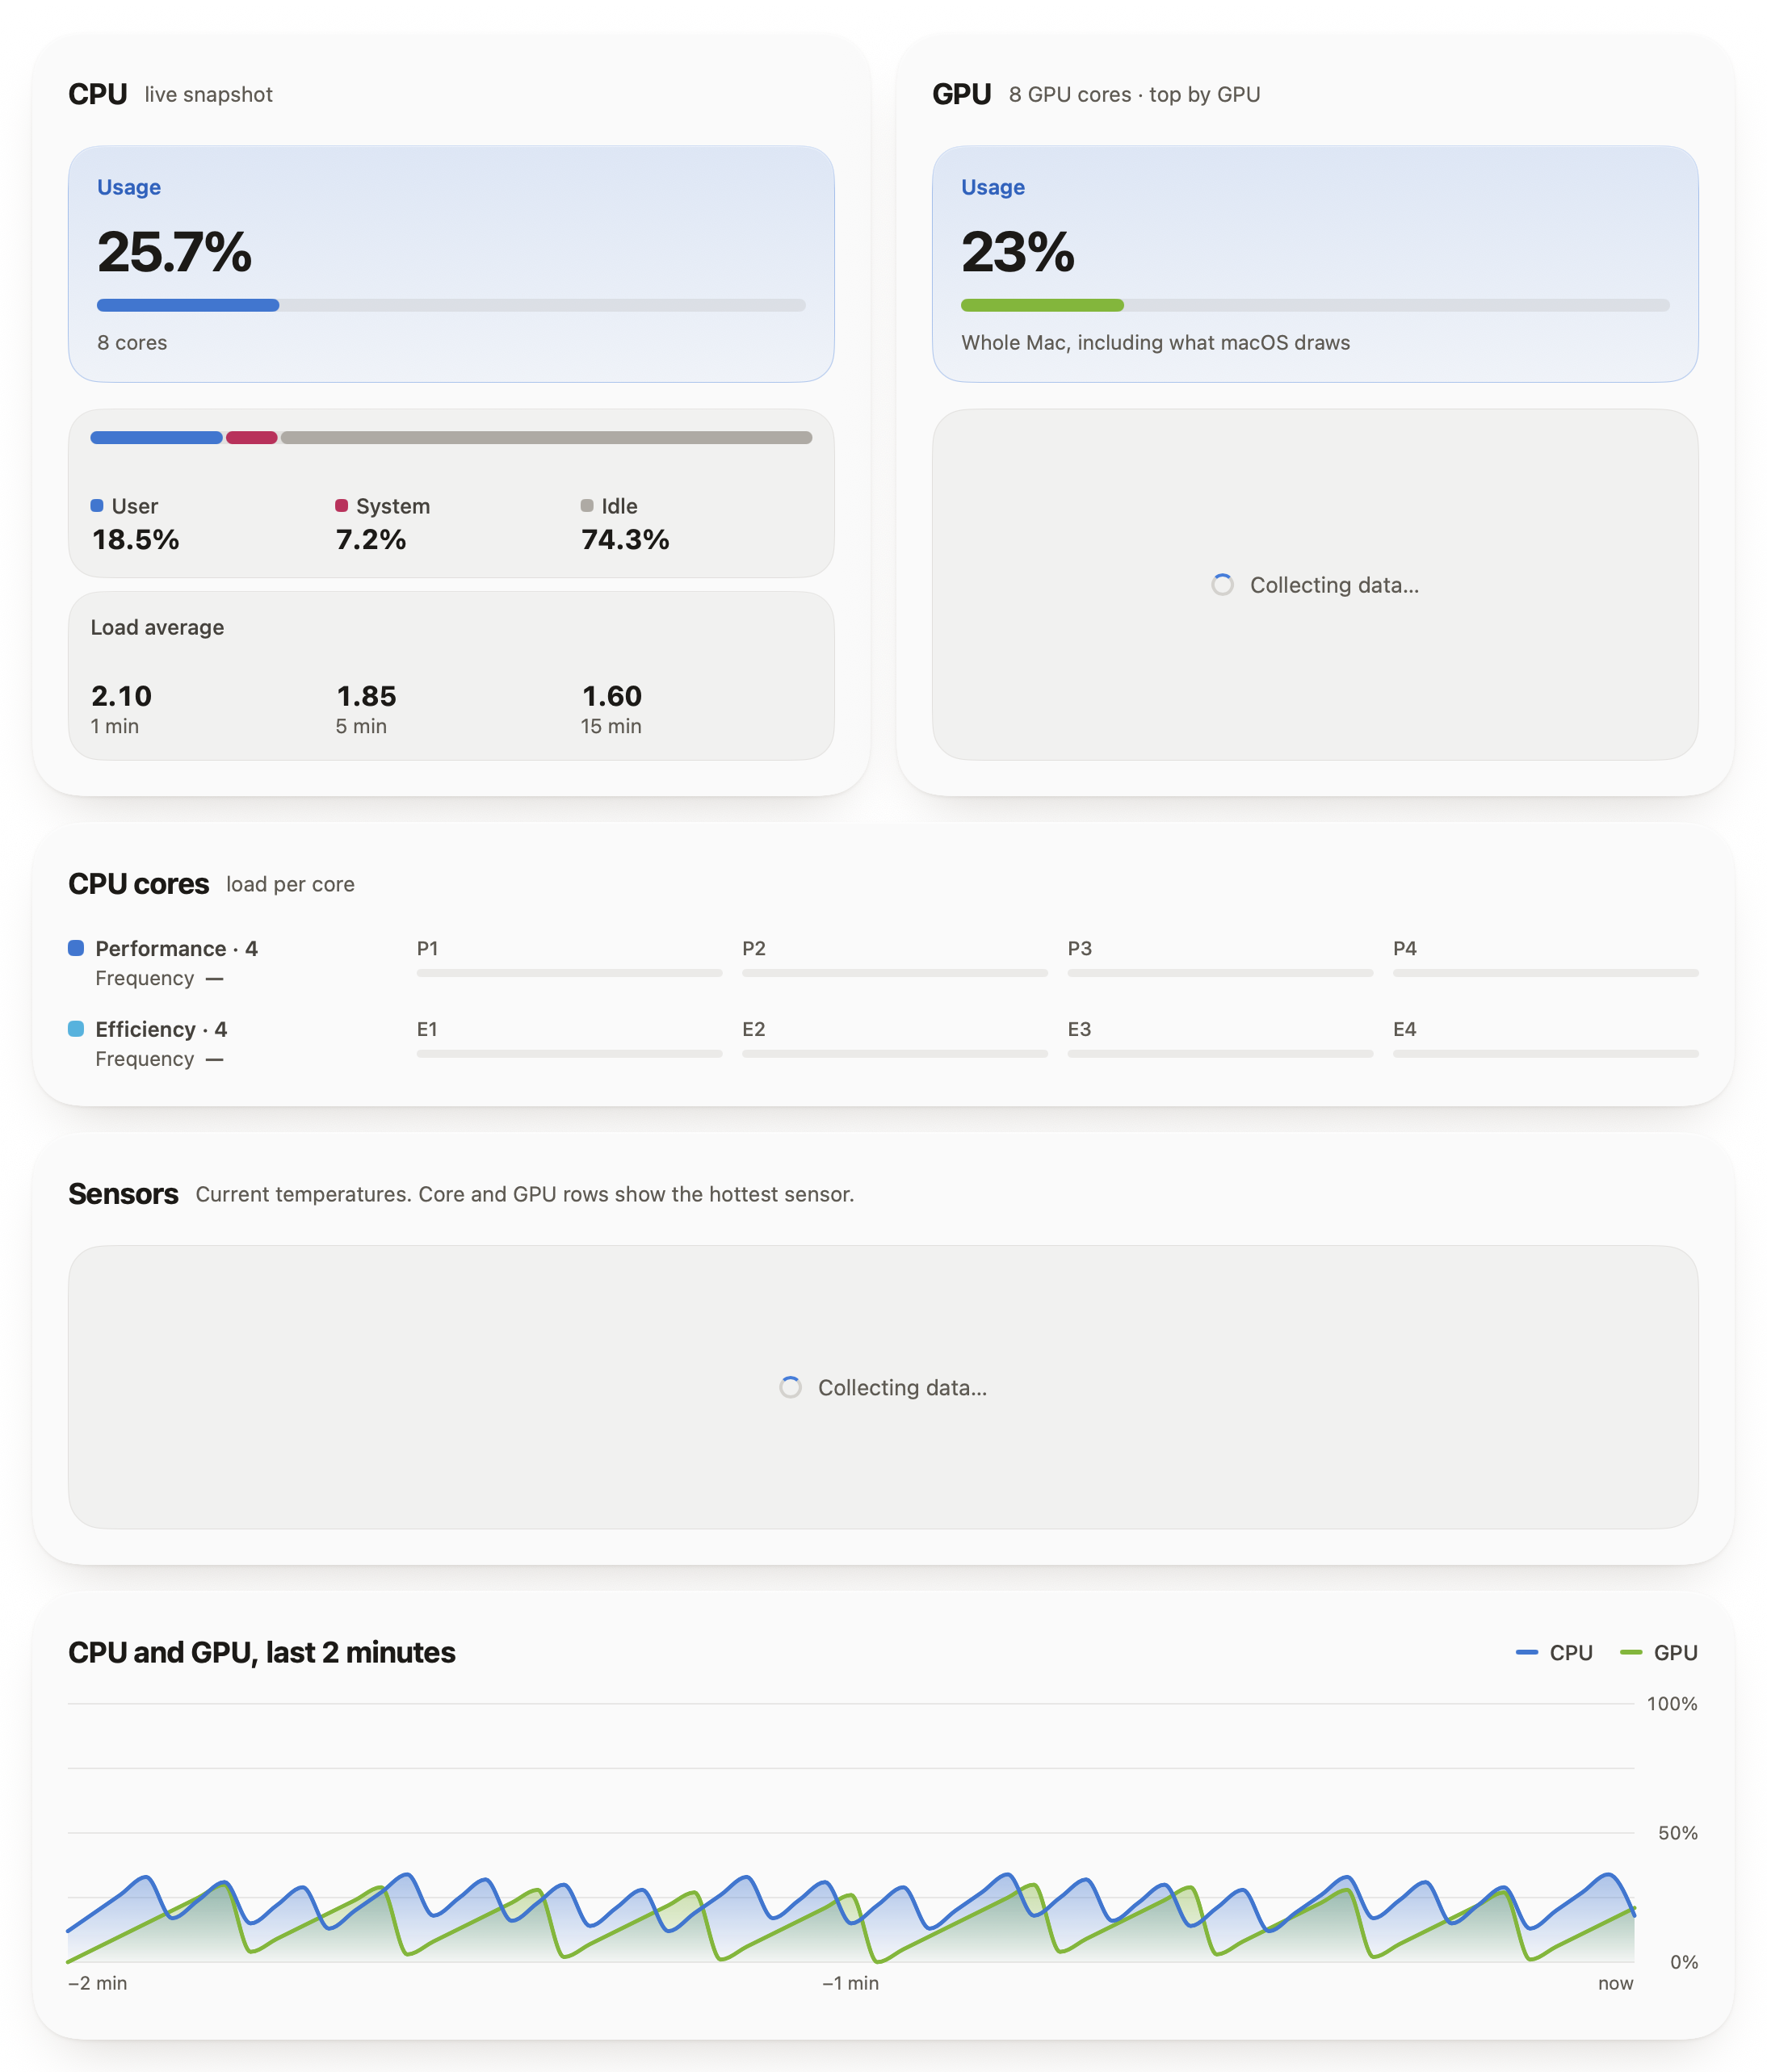 CPU live snapshot
Usage
25.7%
8 cores
User
18.5%
System
7.2%
Idle
74.3%
Load average
2.10
1 min
1.85
5 min
1.60
15 min
GPU 8 GPU cores · top by GPU
Usage
23%
Whole Mac, including what macOS draws
Collecting data...
CPU cores load per core
Performance · 4
Frequency —
P1
P2
P3
P4
Efficiency · 4
Frequency —
E1
E2
E3
E4
Sensors Current temperatures. Core and GPU rows show the hottest sensor.
Collecting data...
CPU and GPU, last 2 minutes
CPU
GPU
100%
50%
0%
−2 min
−1 min
now